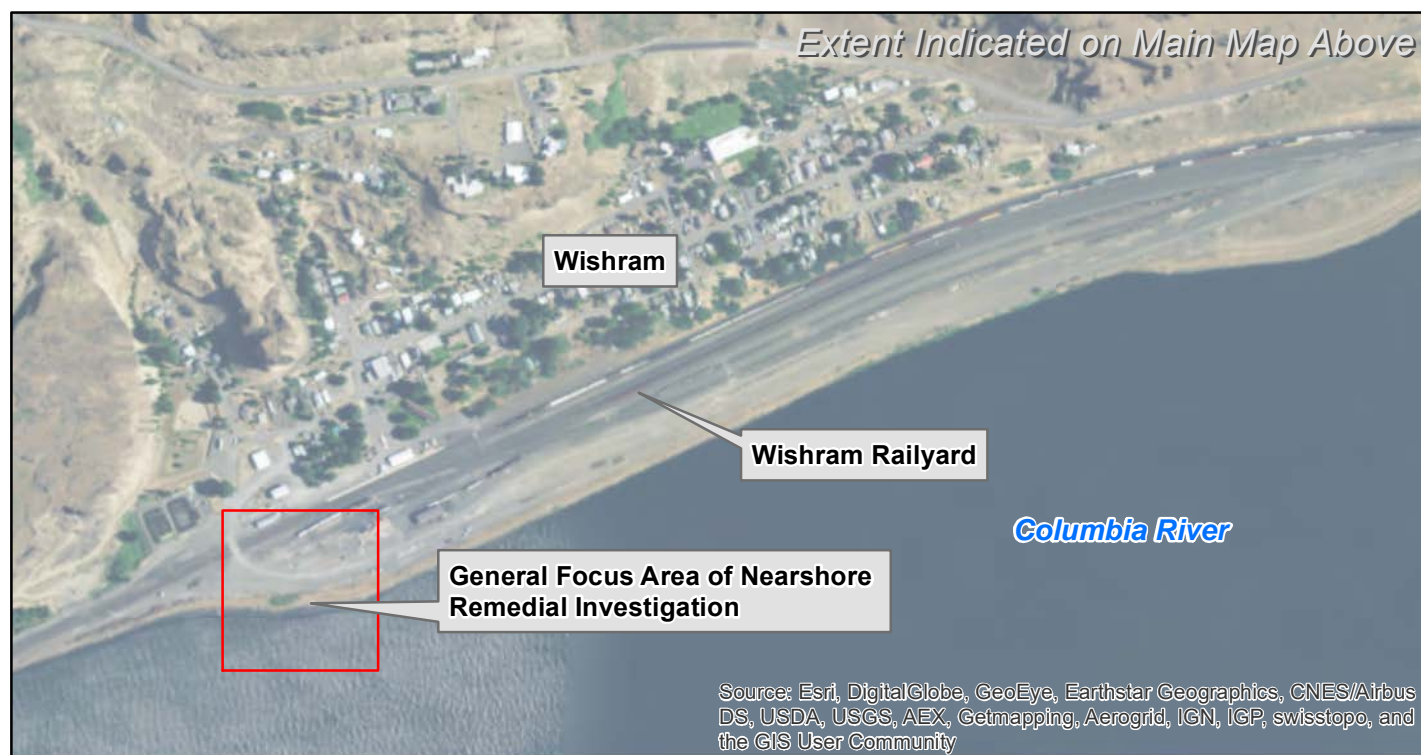 Extent Indicated on Main Map Above
Wishram
Wishram Railyard
Columbia River
General Focus Area of Nearshore
Remedial Investigation
Source: Esri, DigitalGlobe, GeoEye, Earthstar Geographics, CNES/Airbus
DS, USDA, USGS, AEX, Getmapping, Aerogrid, IGN, IGP, swisstopo, and
the GIS User Community